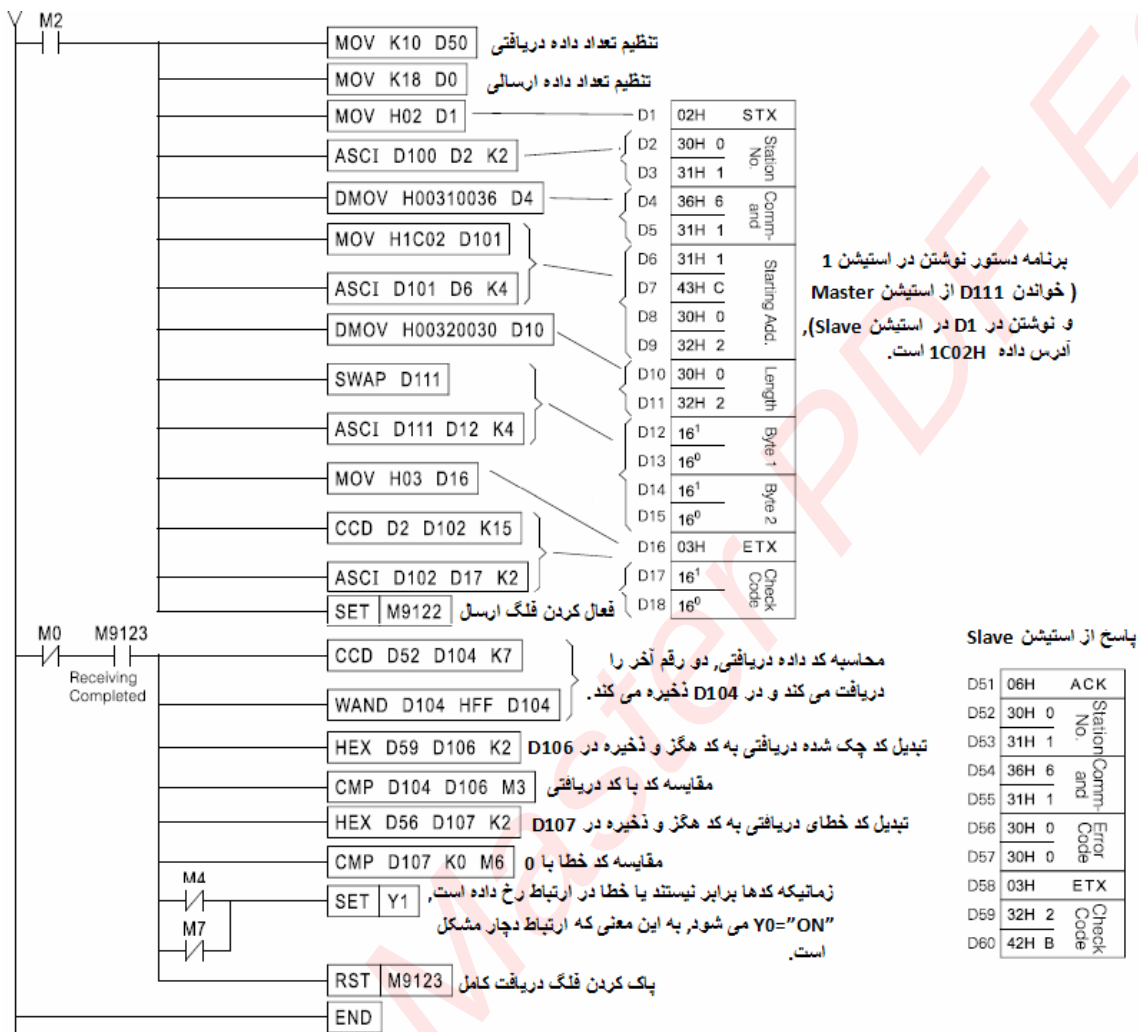 M2
MOV K10 D50 تنظیم تعداد داده دریافتی
MOV K18 D0 تنظیم تعداد داده ارسالی
MOV H02 D1
ASCI D100 D2 K2
DMOV H00310036 D4
MOV H1C02 D101
ASCI D101 D6 K4
DMOV H00320030 D10
SWAP D111
ASCI D111 D12 K4
MOV H03 D16
CCD D2 D102 K15
ASCI D102 D17 K2
SET M9122 فعال کردن فلگ ارسال
D1 02H STX
D2 30H 0
D3 31H 1
Station No.
D4 36H 6
D5 31H 1
Comm-and
D6 31H 1
D7 43H C
D8 30H 0
D9 32H 2
Starting Add.
D10 30H 0
D11 32H 2
Length
D12 16¹
D13 16⁰
Byte 1
D14 16¹
D15 16⁰
Byte 2
D16 03H ETX
D17 16¹
D18 16⁰
Check Code
برنامه دستور نوشتن در استیشن 1
( خواندن D111 از استیشن Master
و نوشتن در D1 در استیشن Slave),
آدرس داده 1C02H است.
M0 M9123
Receiving
Completed
CCD D52 D104 K7
WAND D104 HFF D104
محاسبه کد داده دریافتی, دو رقم آخر را
دریافت می کند و در D104 ذخیره می کند.
HEX D59 D106 K2 تبدیل کد چک شده دریافتی به کد هگز و ذخیره در D106
CMP D104 D106 M3 مقایسه کد با کد دریافتی
HEX D56 D107 K2 تبدیل کد خطای دریافتی به کد هگز و ذخیره در D107
CMP D107 K0 M6 مقایسه کد خطا با 0
M4
M7
SET Y1
زمانیکه کدها برابر نیستند یا خطا در ارتباط رخ داده است,
Y0="ON" می شود, به این معنی که ارتباط دچار مشکل
است.
RST M9123 پاک کردن فلگ دریافت کامل
END
پاسخ از استیشن Slave
D51 06H ACK
D52 30H 0
D53 31H 1
Station No.
D54 36H 6
D55 31H 1
Comm-and
D56 30H 0
D57 30H 0
Error Code
D58 03H ETX
D59 32H 2
D60 42H B
Check Code
Master PDF E